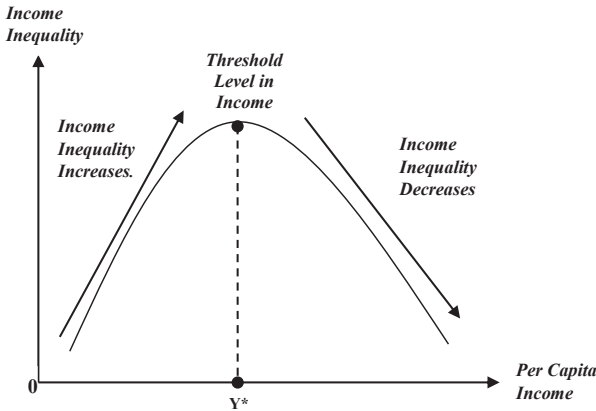 Income
Inequality
Threshold
Level in
Income
Income
Inequality
Increases.
Income
Inequality
Decreases
0
Y*
Per Capita
Income